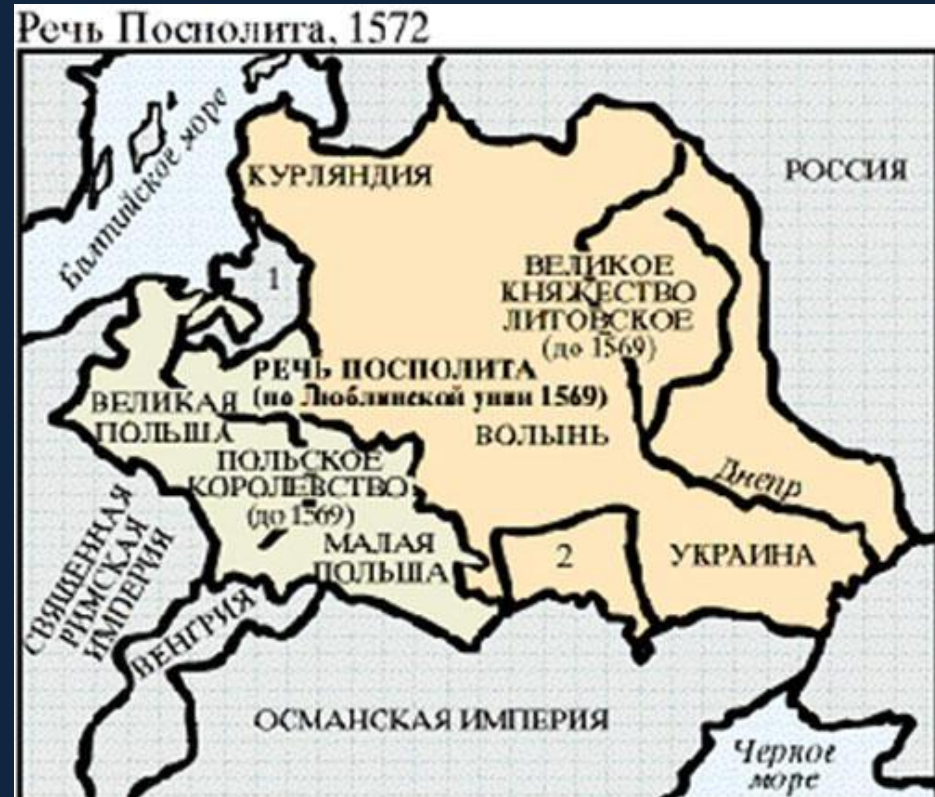 Речь Посполита, 1572
Балтийское море
КУРЛЯНДИЯ
РОССИЯ
1
ВЕЛИКОЕ
КНЯЖЕСТВО
ЛИТОВСКОЕ
(до 1569)
РЕЧЬ ПОСПОЛИТА
(по Люблинской унии 1569)
ВЕЛИКАЯ
ПОЛЬША
ВОЛЫНЬ
ПОЛЬСКОЕ
КОРОЛЕВСТВО
(до 1569)
Днепр
МАЛАЯ
ПОЛЬША
2
УКРАИНА
СВЯЩЕННАЯ
РИМСКАЯ
ИМПЕРИЯ
ВЕНГРИЯ
ОСМАНСКАЯ ИМПЕРИЯ
Черное
море